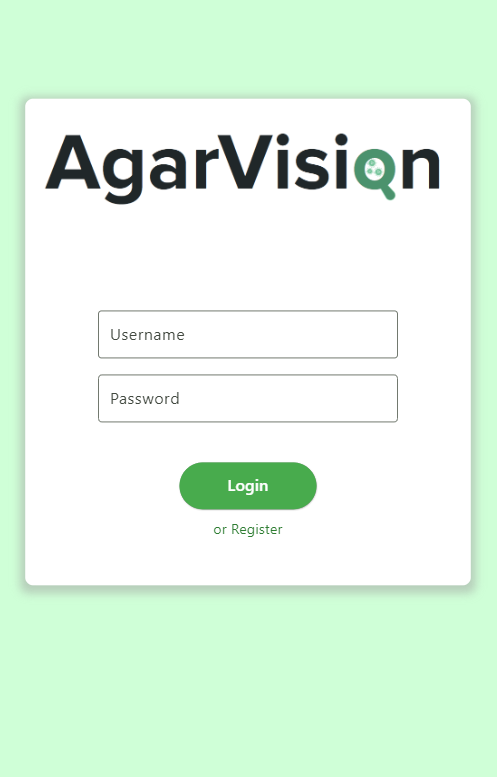 AgarVision
Username
Password
Login
or Register